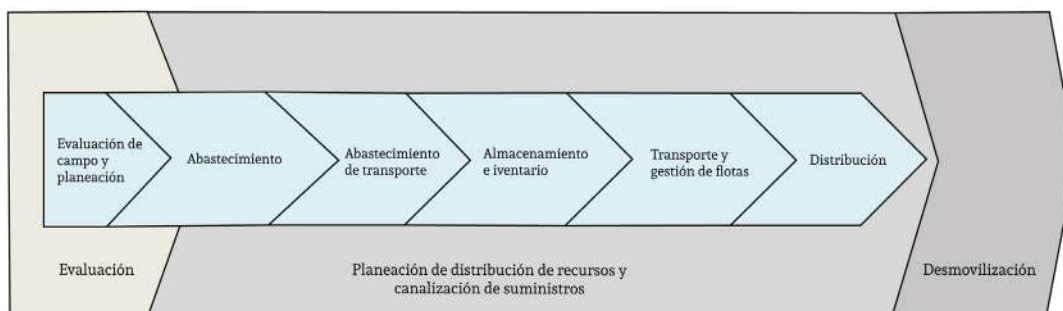 Evaluación de
campo y
planeación
Abastecimiento
Abastecimiento
de transporte
Almacenamiento
e iventario
Transporte y
gestión de flotas
Distribución
Evaluación
Planeación de distribución de recursos y
canalización de suministros
Desmovilización